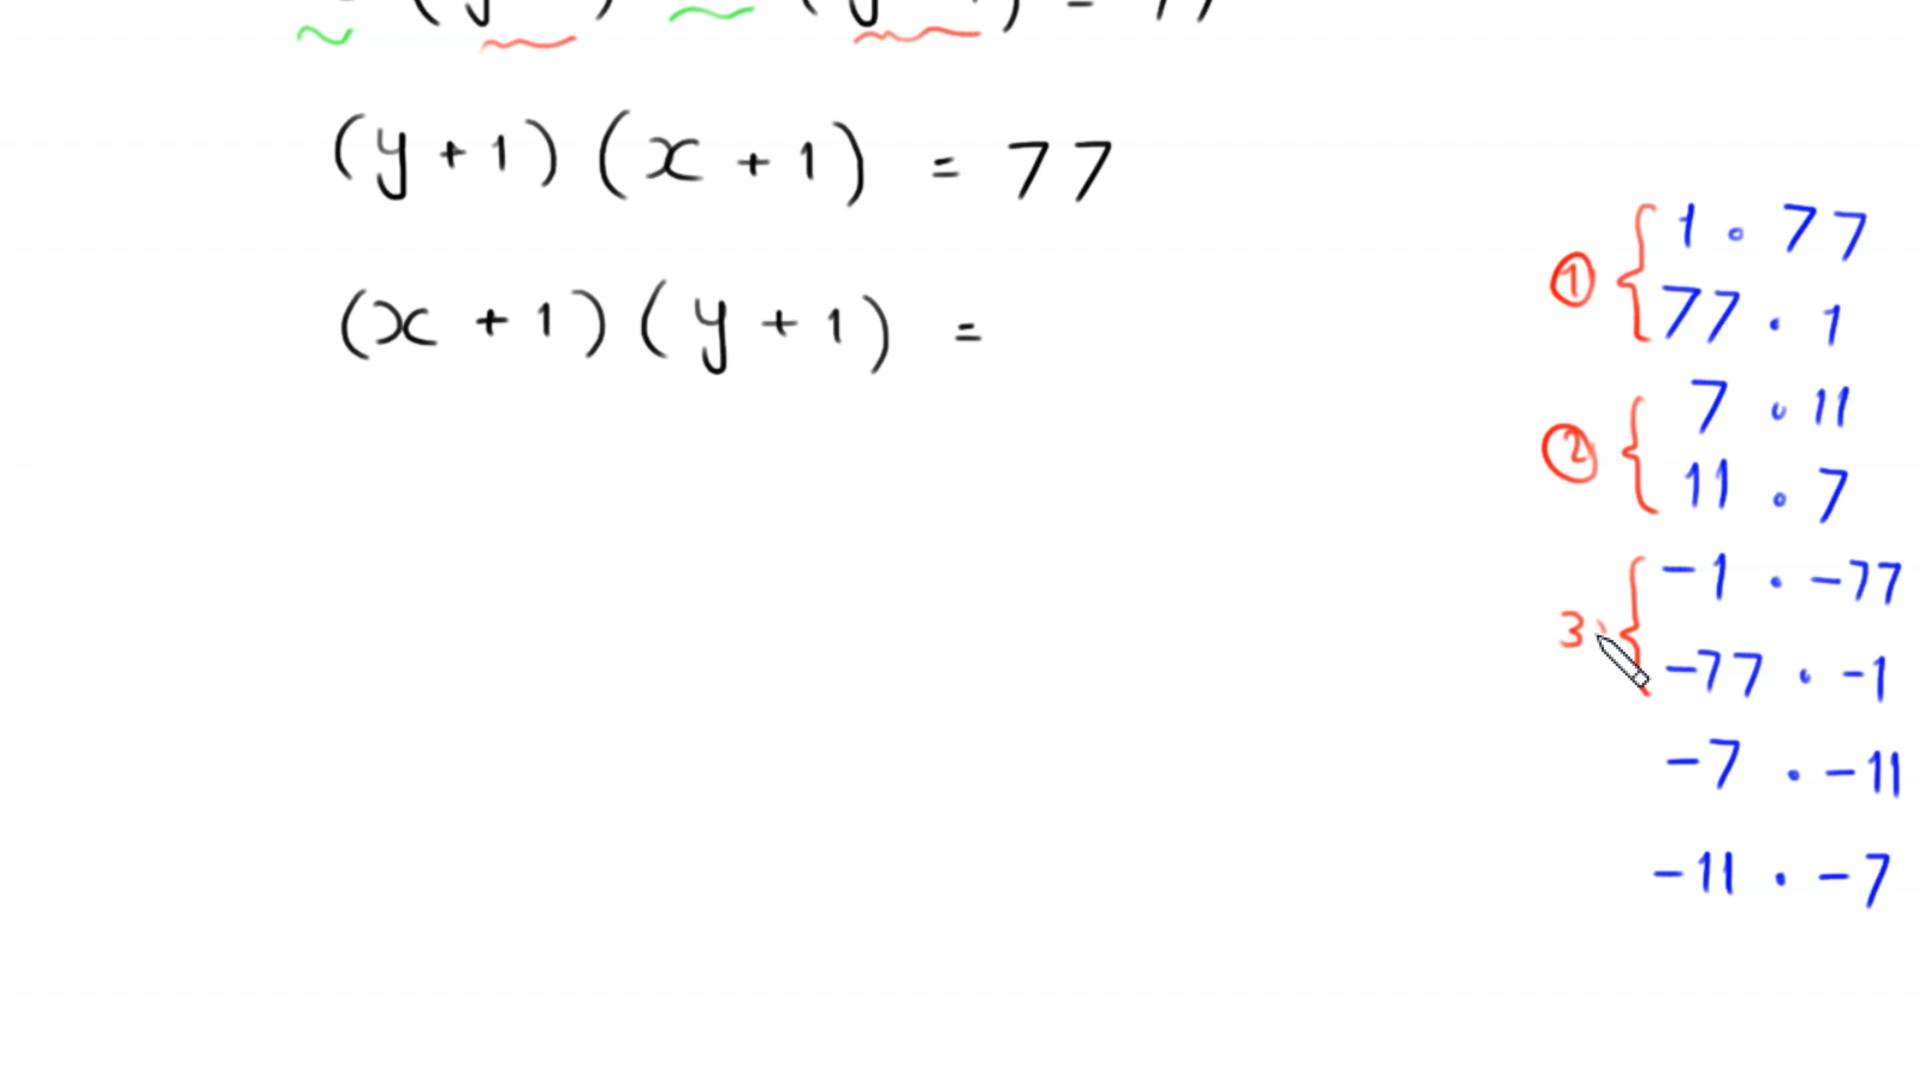 (y + 1) (x + 1) = 77
(x + 1) (y + 1) =
① { 1 · 77
77 · 1
② { 7 · 11
11 · 7
3 { -1 · -77
-77 · -1
-7 · -11
-11 · -7